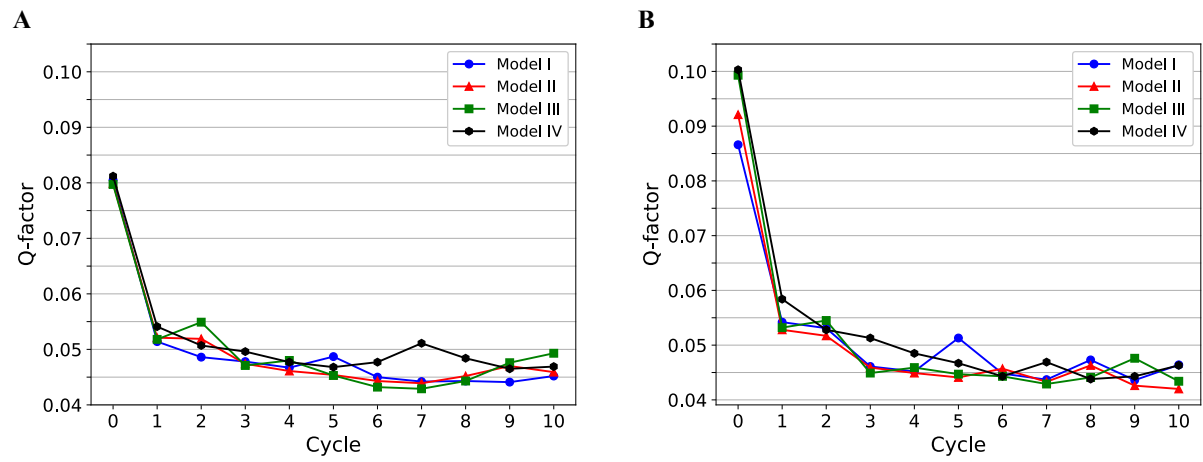 A
Model I
Model II
Model III
Model IV
0.10
0.09
0.08
0.07
0.06
0.05
0.04
Q-factor
0 1 2 3 4 5 6 7 8 9 10
Cycle
B
Model I
Model II
Model III
Model IV
0.10
0.09
0.08
0.07
0.06
0.05
0.04
Q-factor
0 1 2 3 4 5 6 7 8 9 10
Cycle